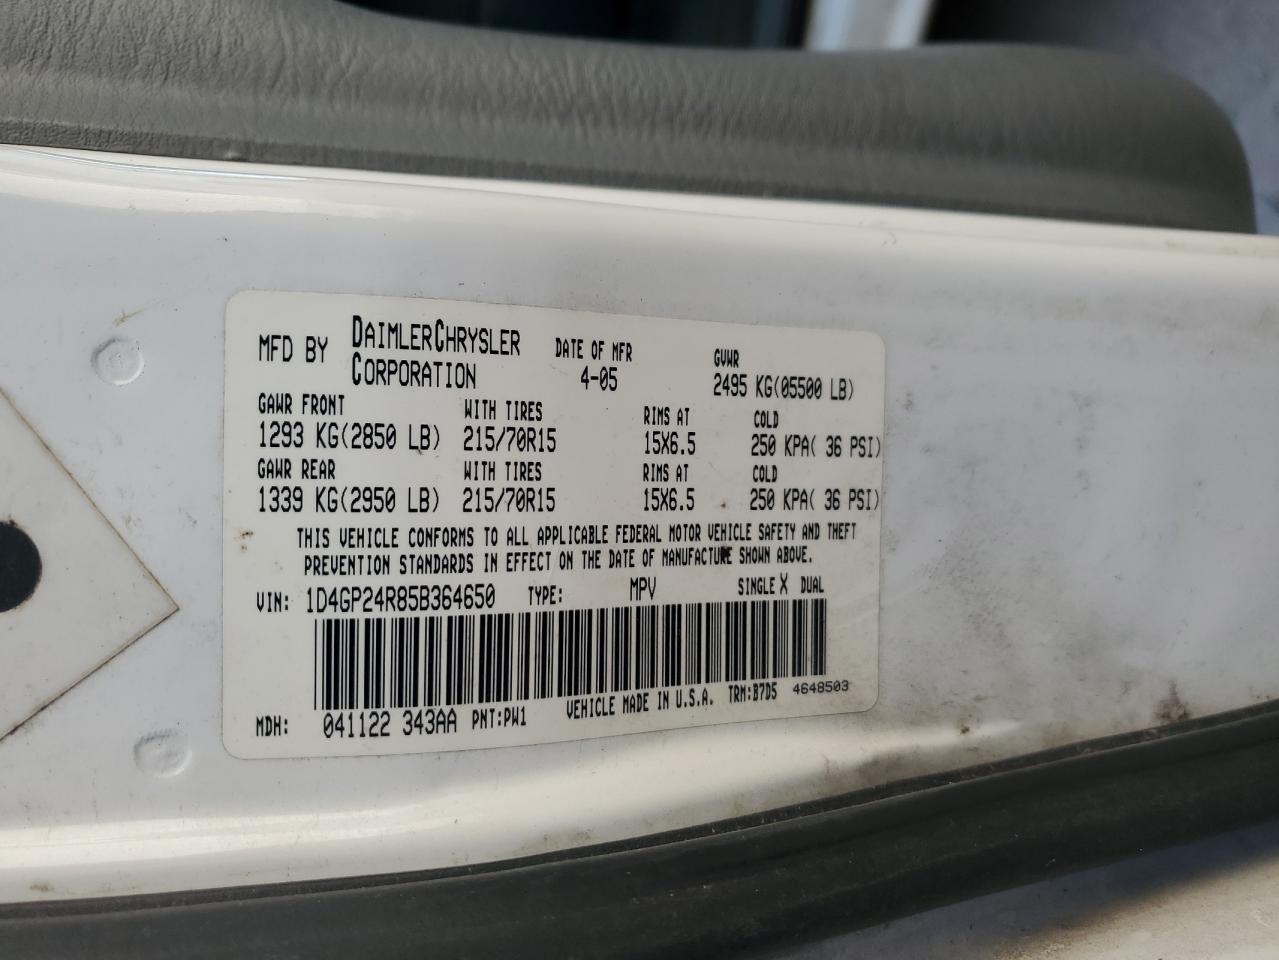 MFD BY DAIMLERCHRYSLER CORPORATION DATE OF MFR 4-05 GVWR 2495 KG(05500 LB)
GAWR FRONT WITH TIRES RIMS AT COLD
1293 KG(2850 LB) 215/70R15 15X6.5 250 KPA( 36 PSI)
GAWR REAR WITH TIRES RIMS AT COLD
1339 KG(2950 LB) 215/70R15 15X6.5 250 KPA( 36 PSI)
THIS VEHICLE CONFORMS TO ALL APPLICABLE FEDERAL MOTOR VEHICLE SAFETY AND THEFT
PREVENTION STANDARDS IN EFFECT ON THE DATE OF MANUFACTURE SHOWN ABOVE.
VIN: 1D4GP24R85B364650 TYPE: MPV SINGLE X DUAL
MDH: 041122 343AA PNT:PW1 VEHICLE MADE IN U.S.A. TRM:B7D5 4648503